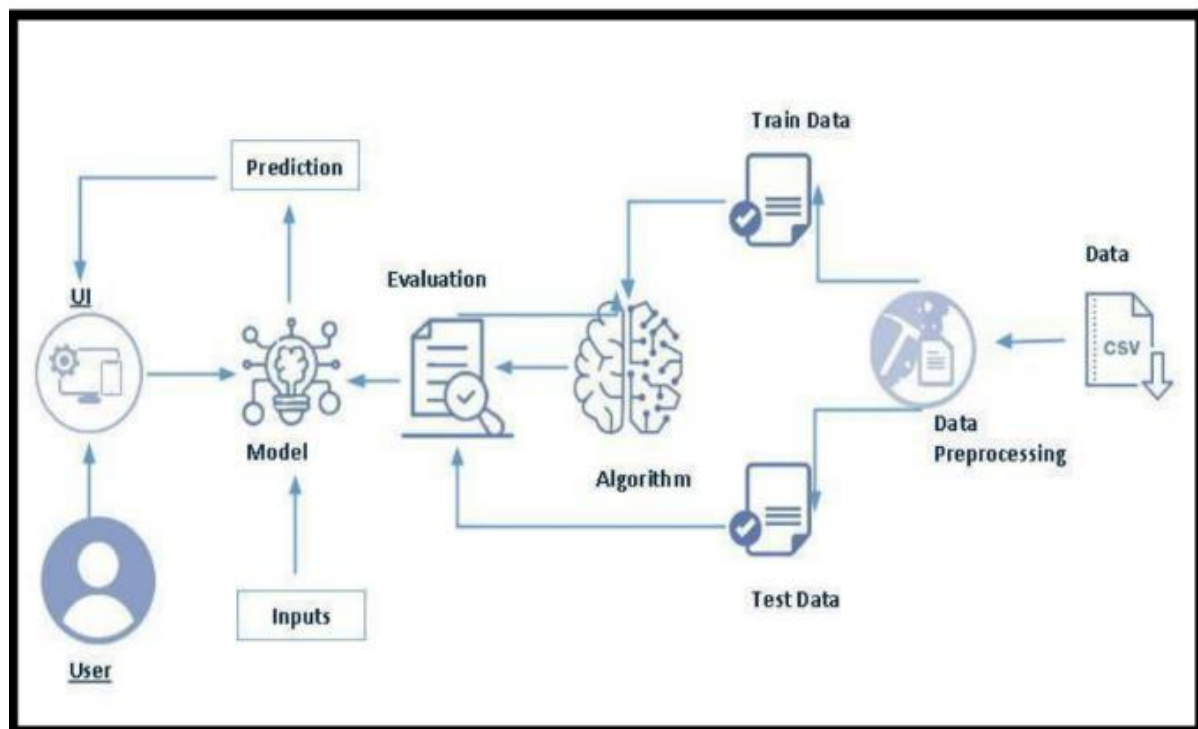 Train Data
Prediction
Data
Evaluation
UI
CSV
Data
Preprocessing
Model
Algorithm
Test Data
Inputs
User